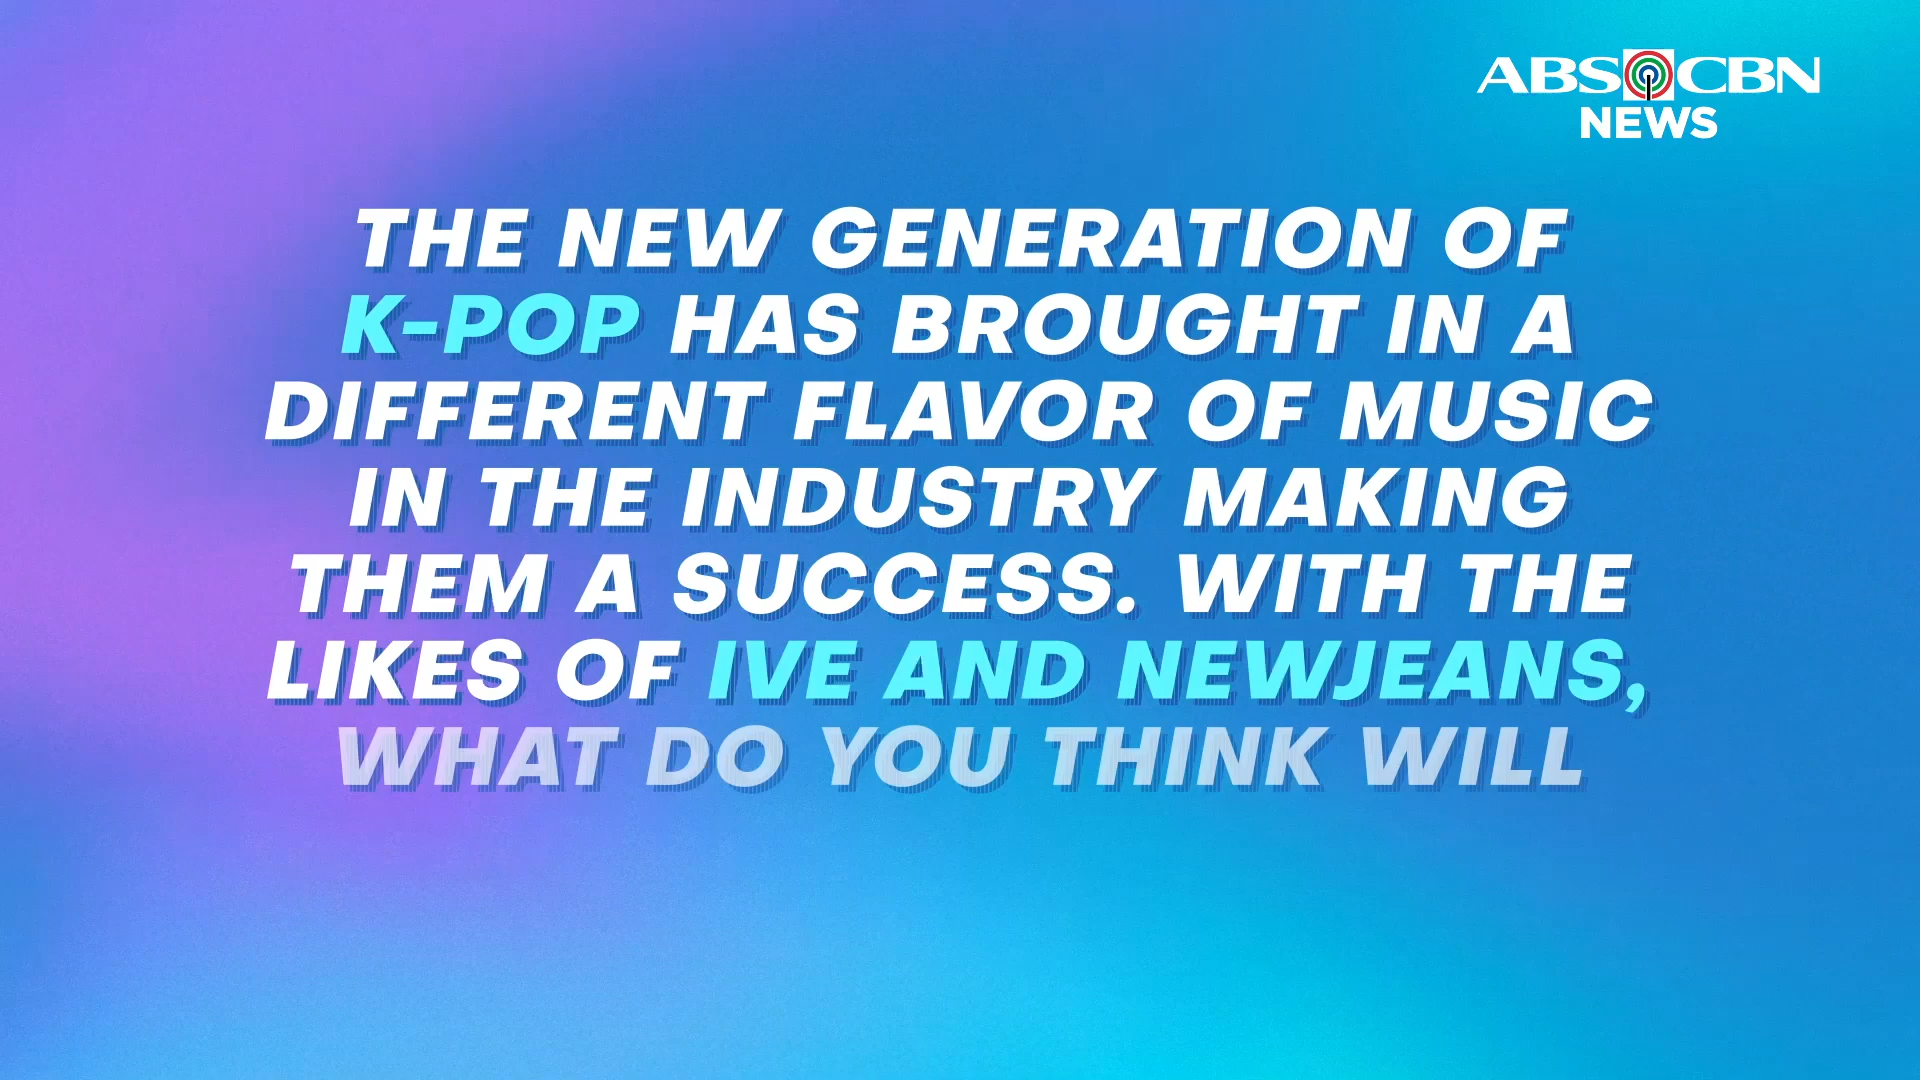 ABS CBN
NEWS
THE NEW GENERATION OF
K-POP HAS BROUGHT IN A
DIFFERENT FLAVOR OF MUSIC
IN THE INDUSTRY MAKING
THEM A SUCCESS. WITH THE
LIKES OF IVE AND NEWJEANS,
WHAT DO YOU THINK WILL